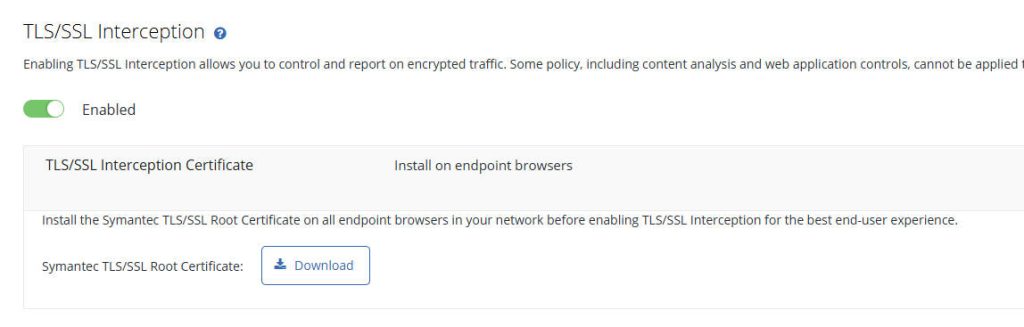 TLS/SSL Interception ?
Enabling TLS/SSL Interception allows you to control and report on encrypted traffic. Some policy, including content analysis and web application controls, cannot be applied
Enabled
TLS/SSL Interception Certificate Install on endpoint browsers
Install the Symantec TLS/SSL Root Certificate on all endpoint browsers in your network before enabling TLS/SSL Interception for the best end-user experience.
Symantec TLS/SSL Root Certificate: Download